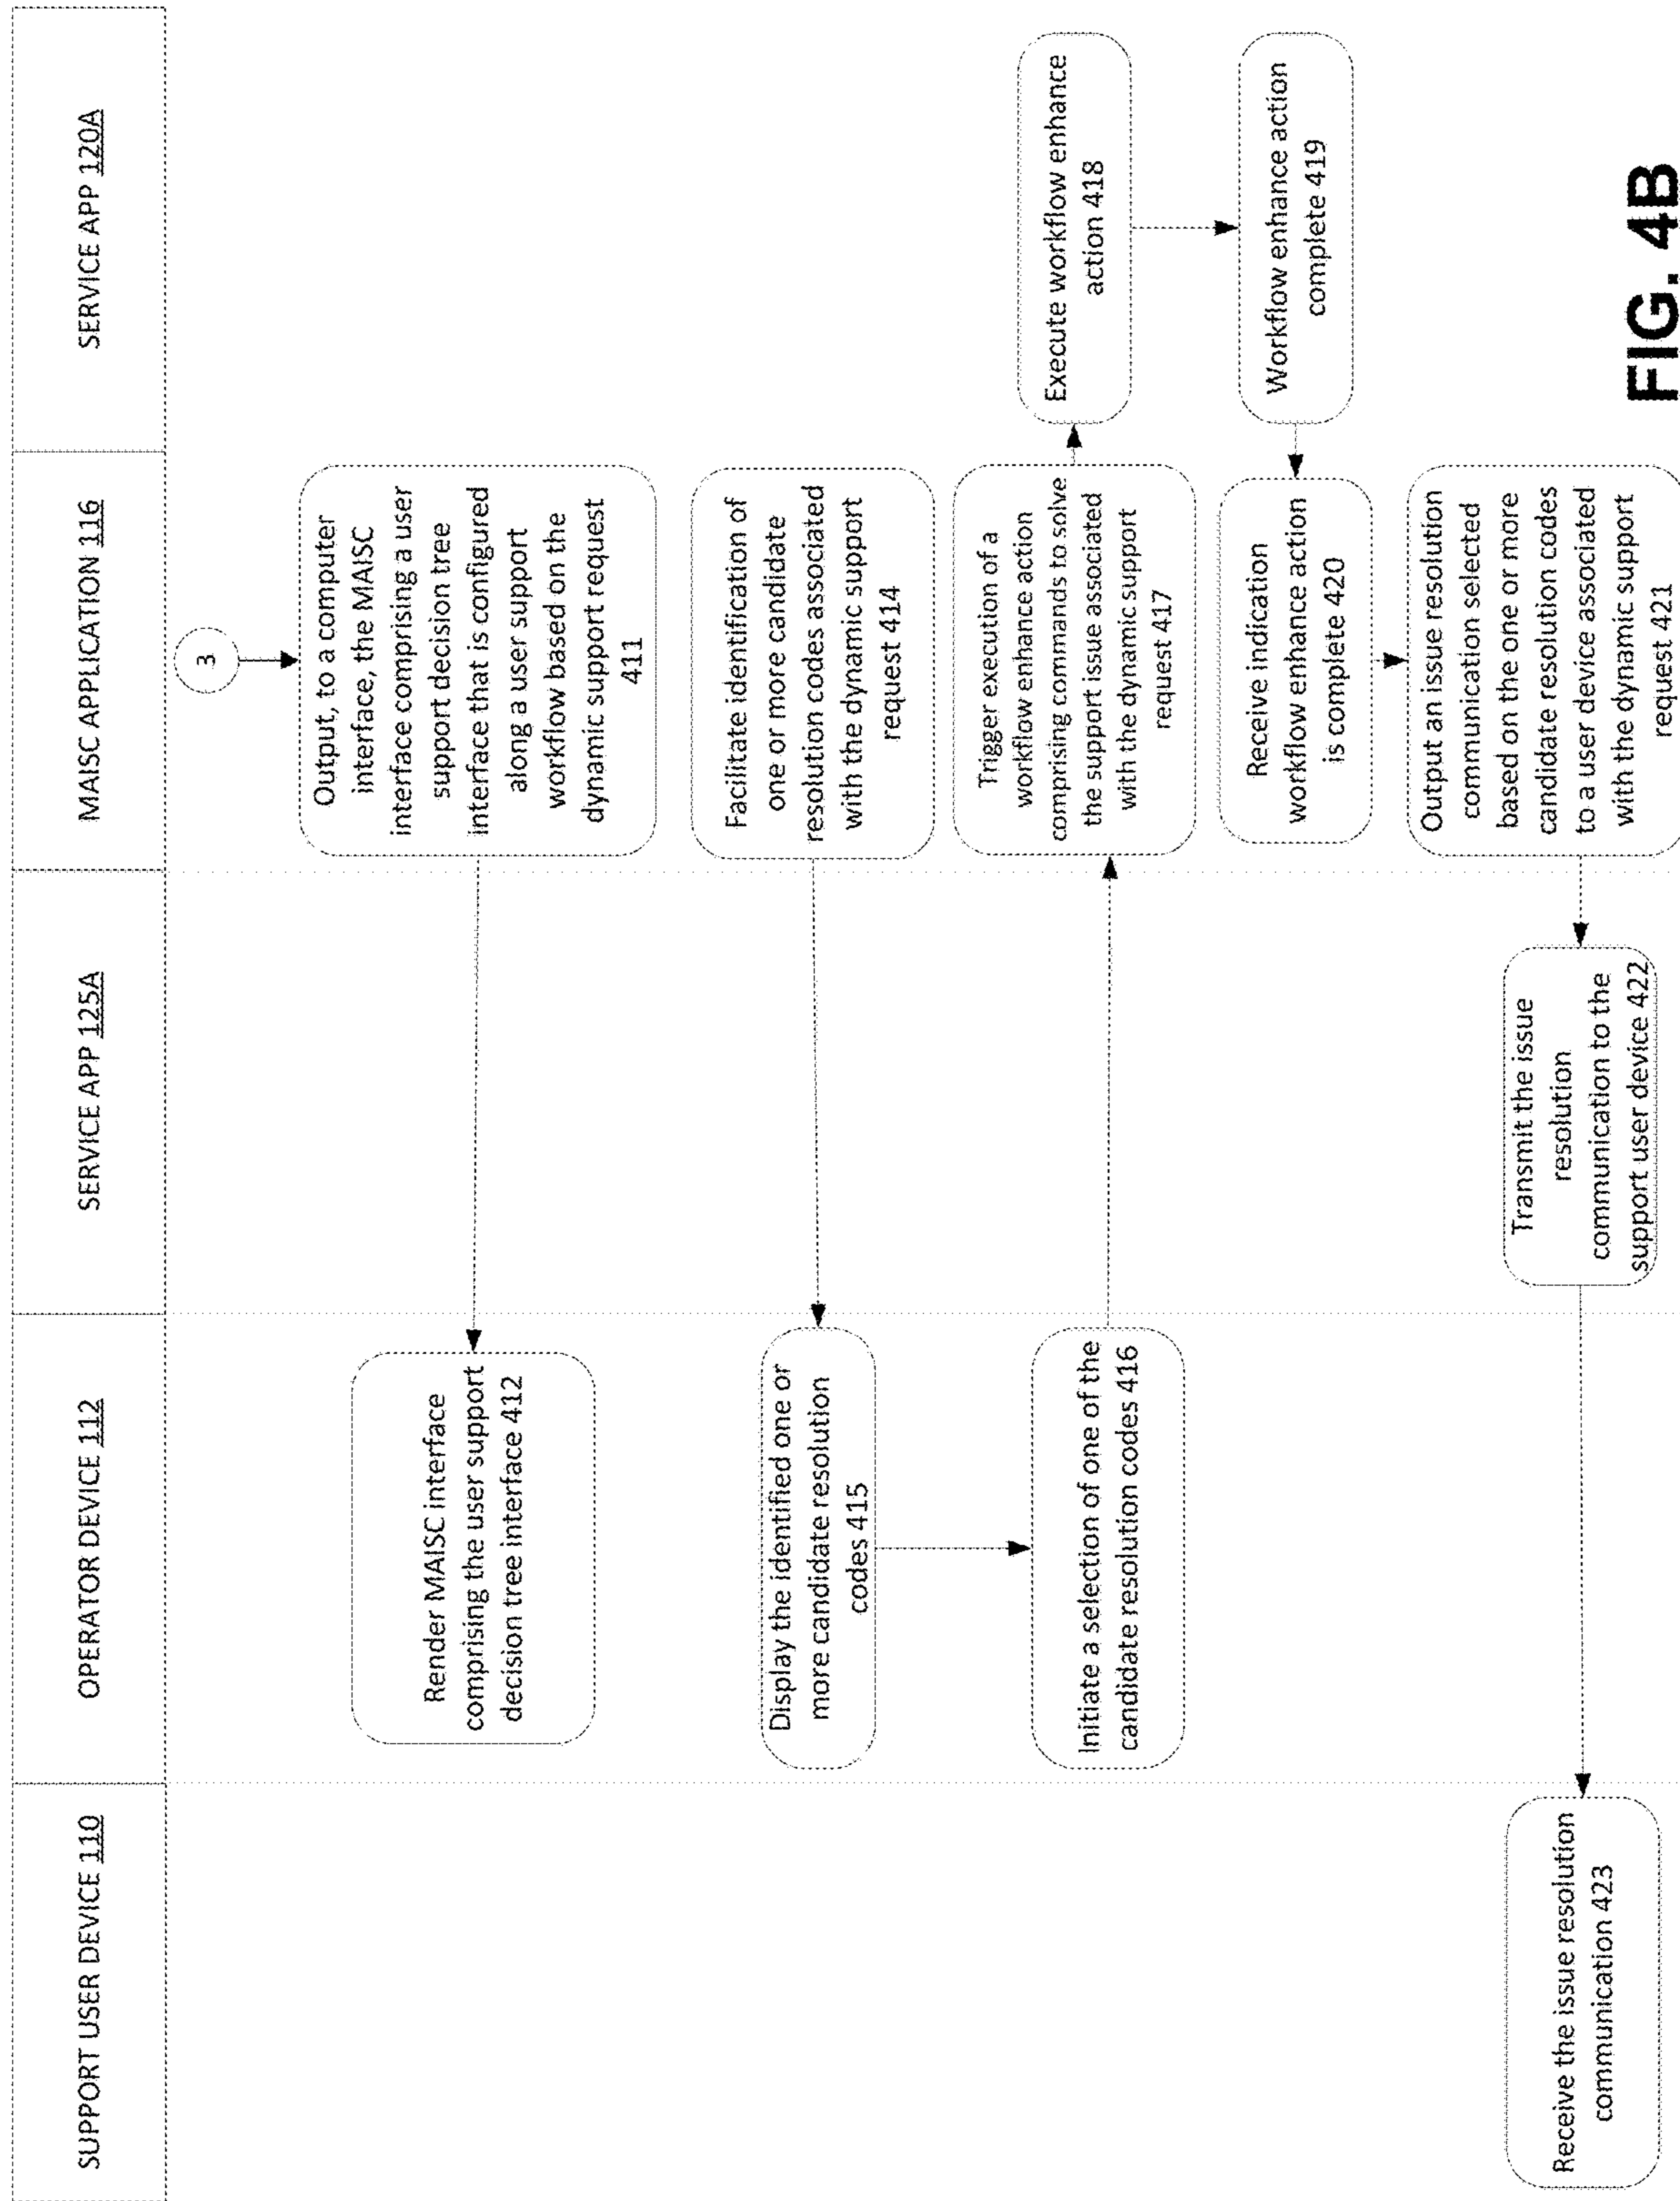 SUPPORT USER DEVICE 110
OPERATOR DEVICE 112
SERVICE APP 125A
MAISC APPLICATION 116
SERVICE APP 120A
3
Output, to a computer
interface, the MAISC
interface comprising a user
support decision tree
interface that is configured
along a user support
workflow based on the
dynamic support request
411
Render MAISC interface
comprising the user support
decision tree interface 412
Facilitate identification of
one or more candidate
resolution codes associated
with the dynamic support
request 414
Display the identified one or
more candidate resolution
codes 415
Initiate a selection of one of the
candidate resolution codes 416
Trigger execution of a
workflow enhance action
comprising commands to solve
the support issue associated
with the dynamic support
request 417
Execute workflow enhance
action 418
Workflow enhance action
complete 419
Receive indication
workflow enhance action
is complete 420
Output an issue resolution
communication selected
based on the one or more
candidate resolution codes
to a user device associated
with the dynamic support
request 421
Transmit the issue
resolution
communication to the
support user device 422
Receive the issue resolution
communication 423
FIG. 4B